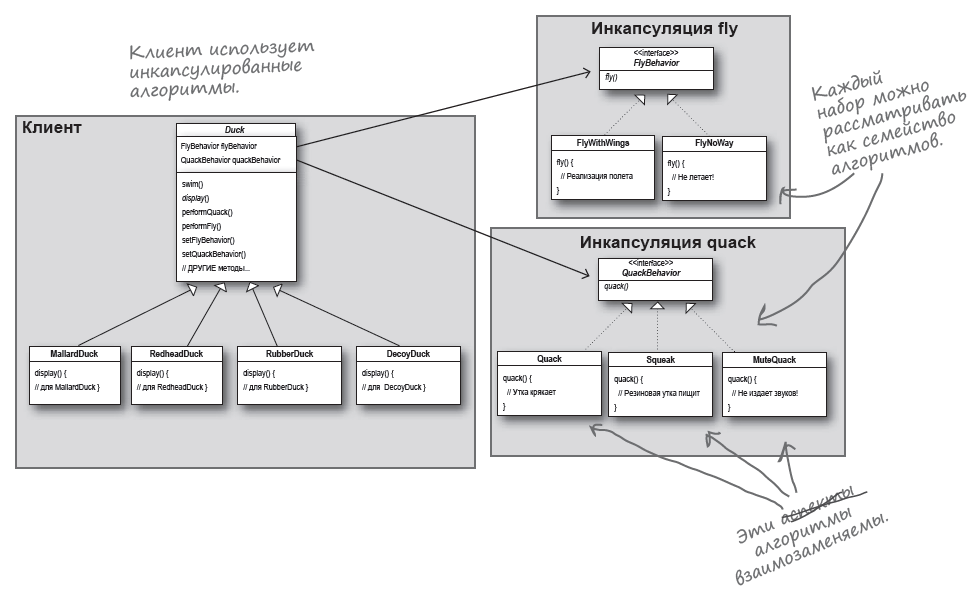 Клиент использует
инкапсулированные
алгоритмы.
Клиент
Duck
FlyBehavior flyBehavior
QuackBehavior quackBehavior
swim()
display()
performQuack()
performFly()
setFlyBehavior()
setQuackBehavior()
// ДРУГИЕ методы...
MallardDuck
display() {
// для MallardDuck }
RedheadDuck
display() {
// для RedheadDuck }
RubberDuck
display() {
// для RubberDuck }
DecoyDuck
display() {
// для DecoyDuck }
Инкапсуляция fly
<<interface>>
FlyBehavior
fly()
FlyWithWings
fly() {
// Реализация полета
}
FlyNoWay
fly() {
// Не летает!
}
Каждый
набор можно
рассматривать
как семейство
алгоритмов.
Инкапсуляция quack
<<interface>>
QuackBehavior
quack()
Quack
quack() {
// Утка крякает
}
Squeak
quack() {
// Резиновая утка пищит
}
MuteQuack
quack() {
// Не издает звуков!
}
Эти аспекты
алгоритмы
взаимозаменяемы.